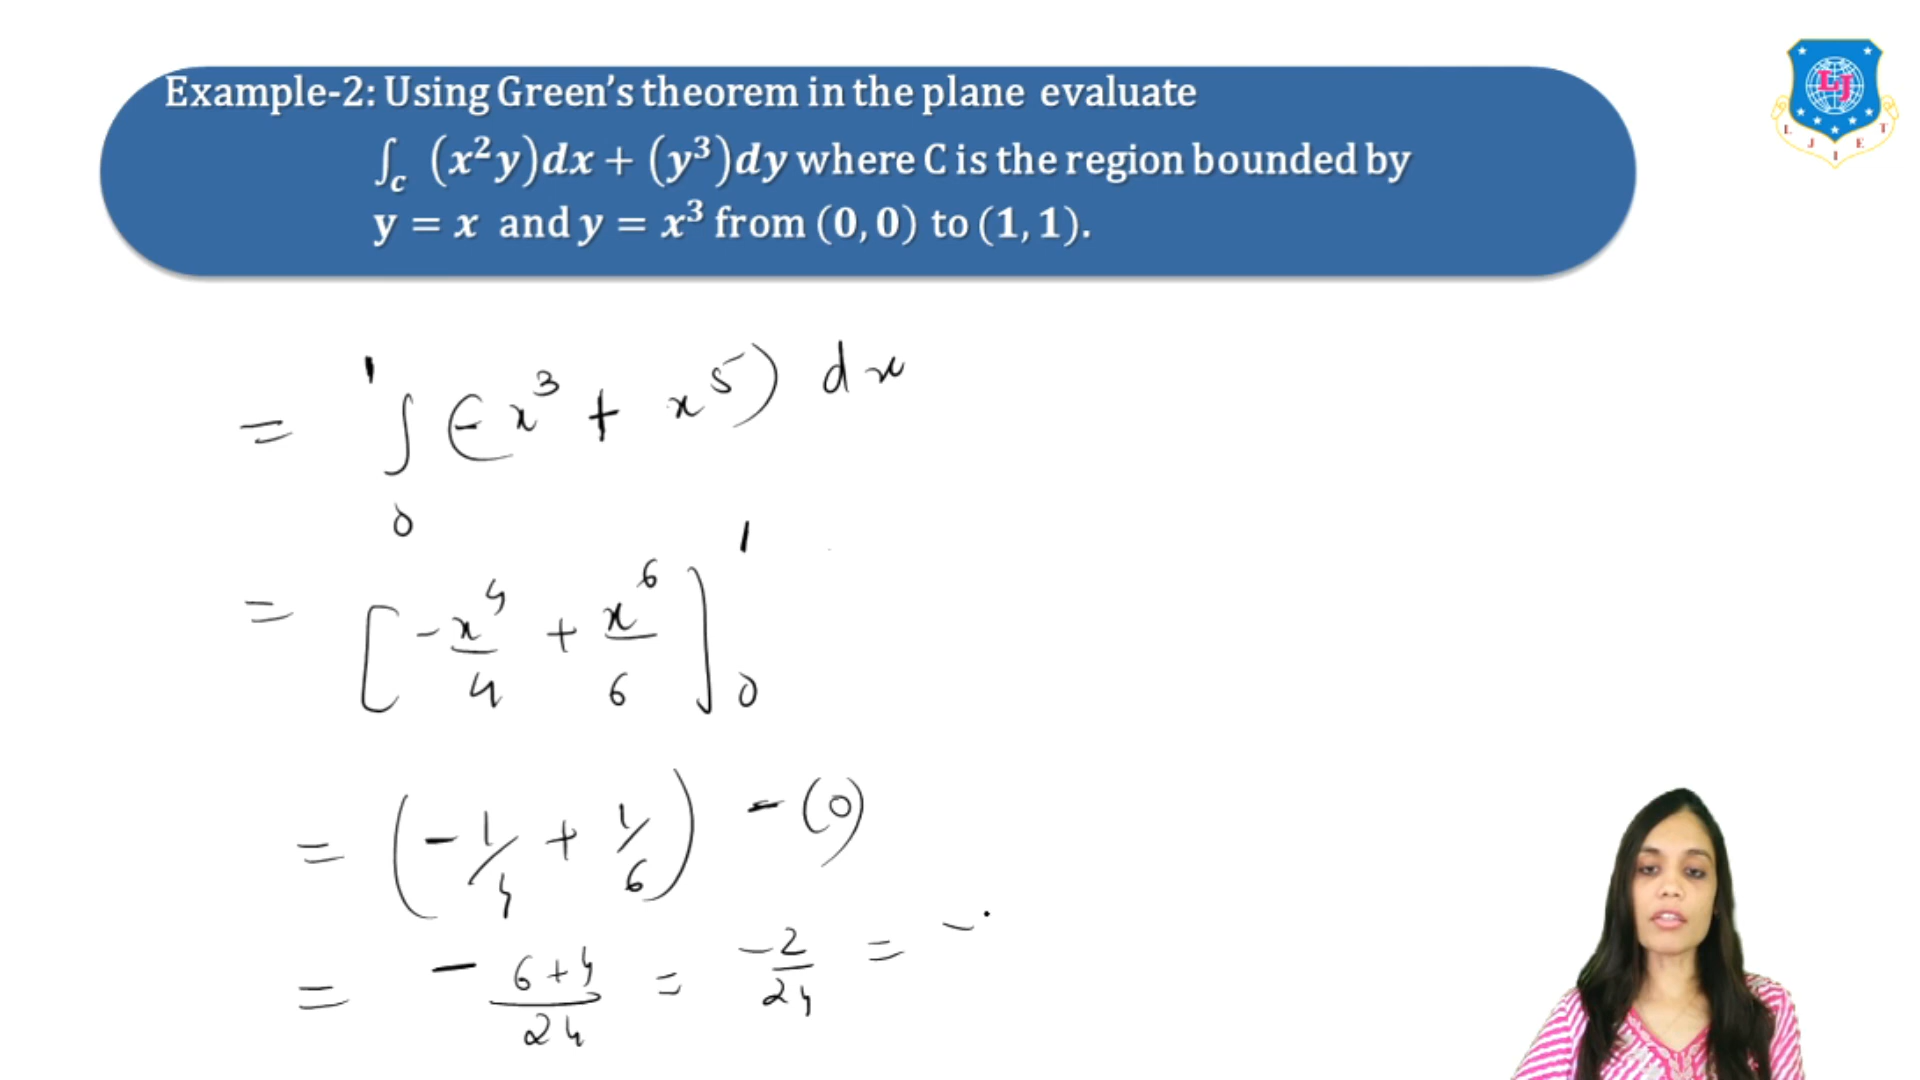 Example-2: Using Green's theorem in the plane evaluate
∫_c (x²y)dx + (y³)dy where C is the region bounded by
y = x and y = x³ from (0, 0) to (1, 1).
LJ
L J I E T
= ∫₀¹ (-x³ + x⁵) dx
= [-x⁴/4 + x⁶/6]₀¹
= (-1/4 + 1/6) - (0)
= -6+4/24 = -2/24 = -